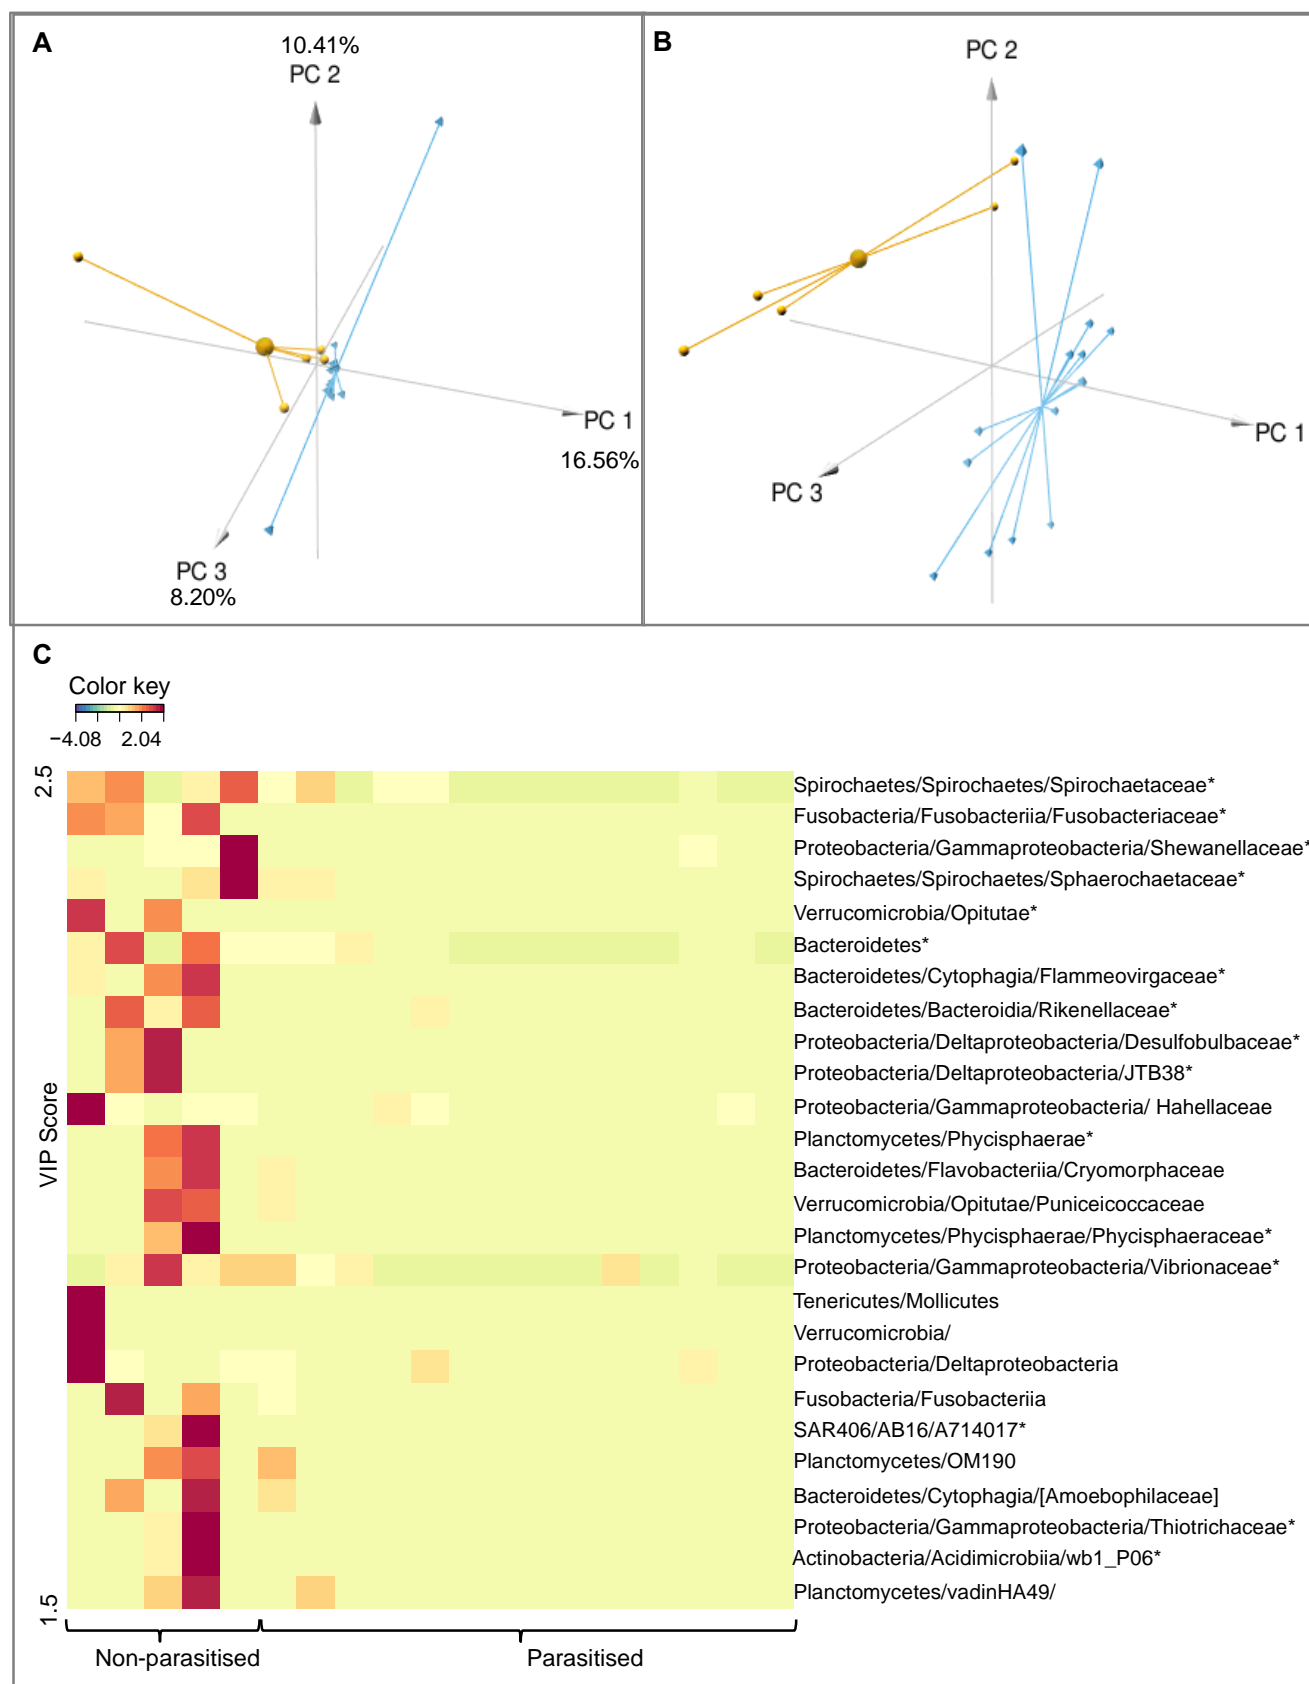 A
10.41%
PC 2
PC 1
16.56%
PC 3
8.20%
B
PC 2
PC 1
PC 3
C
Color key
−4.08 2.04
2.5
VIP Score
1.5
Spirochaetes/Spirochaetes/Spirochaetaceae*
Fusobacteria/Fusobacteriia/Fusobacteriaceae*
Proteobacteria/Gammaproteobacteria/Shewanellaceae*
Spirochaetes/Spirochaetes/Sphaerochaetaceae*
Verrucomicrobia/Opitutae*
Bacteroidetes*
Bacteroidetes/Cytophagia/Flammeovirgaceae*
Bacteroidetes/Bacteroidia/Rikenellaceae*
Proteobacteria/Deltaproteobacteria/Desulfobulbaceae*
Proteobacteria/Deltaproteobacteria/JTB38*
Proteobacteria/Gammaproteobacteria/ Hahellaceae
Planctomycetes/Phycisphaerae*
Bacteroidetes/Flavobacteriia/Cryomorphaceae
Verrucomicrobia/Opitutae/Puniceicoccaceae
Planctomycetes/Phycisphaerae/Phycisphaeraceae*
Proteobacteria/Gammaproteobacteria/Vibrionaceae*
Tenericutes/Mollicutes
Verrucomicrobia/
Proteobacteria/Deltaproteobacteria
Fusobacteria/Fusobacteriia
SAR406/AB16/A714017*
Planctomycetes/OM190
Bacteroidetes/Cytophagia/[Amoebophilaceae]
Proteobacteria/Gammaproteobacteria/Thiotrichaceae*
Actinobacteria/Acidimicrobiia/wb1_P06*
Planctomycetes/vadinHA49/
Non-parasitised
Parasitised